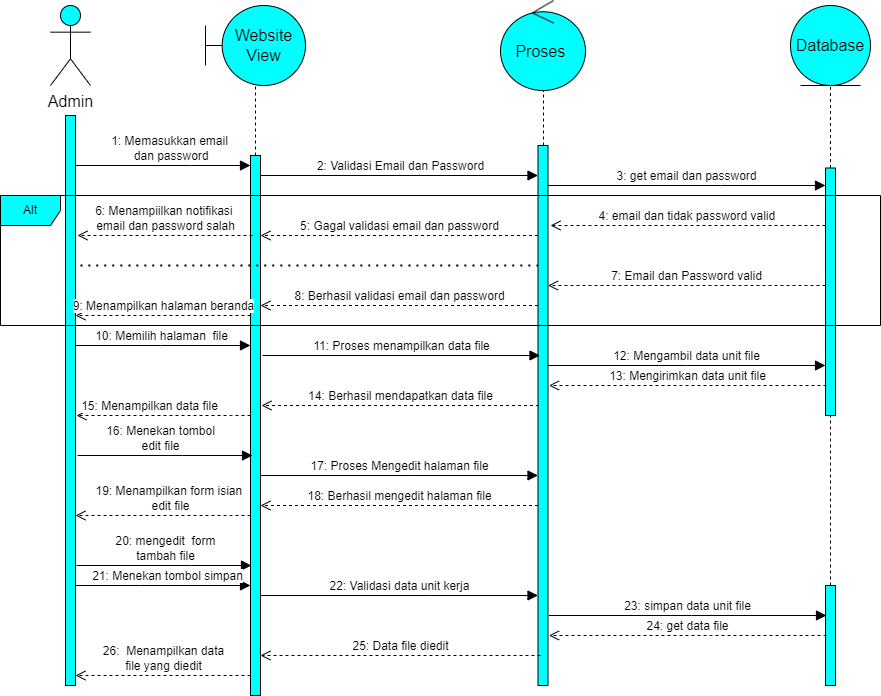 Website
View
Proses
Database
Admin
1: Memasukkan email
dan password
2: Validasi Email dan Password
3: get email dan password
Alt
6: Menampiilkan notifikasi
email dan password salah
5: Gagal validasi email dan password
4: email dan tidak password valid
7: Email dan Password valid
8: Berhasil validasi email dan password
9: Menampilkan halaman beranda
10: Memilih halaman file
11: Proses menampilkan data file
12: Mengambil data unit file
13: Mengirimkan data unit file
14: Berhasil mendapatkan data file
15: Menampilkan data file
16: Menekan tombol
edit file
17: Proses Mengedit halaman file
18: Berhasil mengedit halaman file
19: Menampilkan form isian
edit file
20: mengedit form
tambah file
21: Menekan tombol simpan
22: Validasi data unit kerja
23: simpan data unit file
24: get data file
25: Data file diedit
26: Menampilkan data
file yang diedit